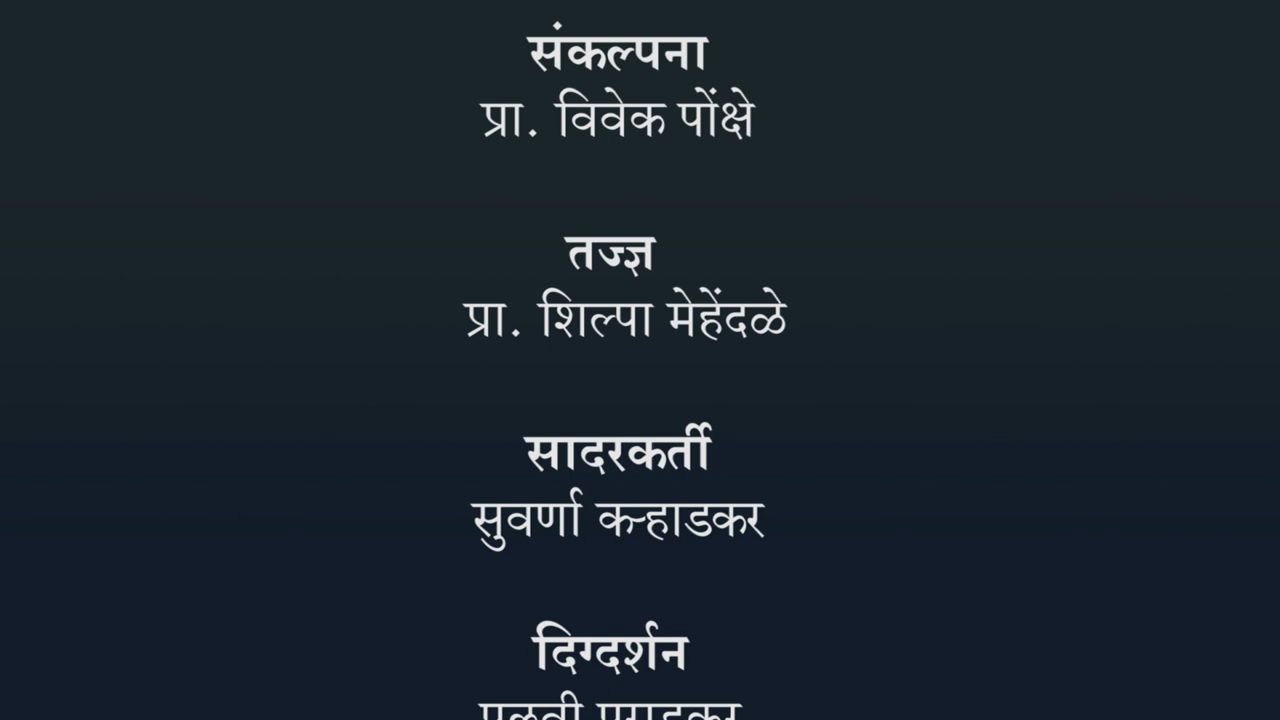 संकल्पना
प्रा. विवेक पोंक्षे
तज्ज्ञ
प्रा. शिल्पा मेहेंदळे
सादरकर्ती
सुवर्णा कऱ्हाडकर
दिग्दर्शन